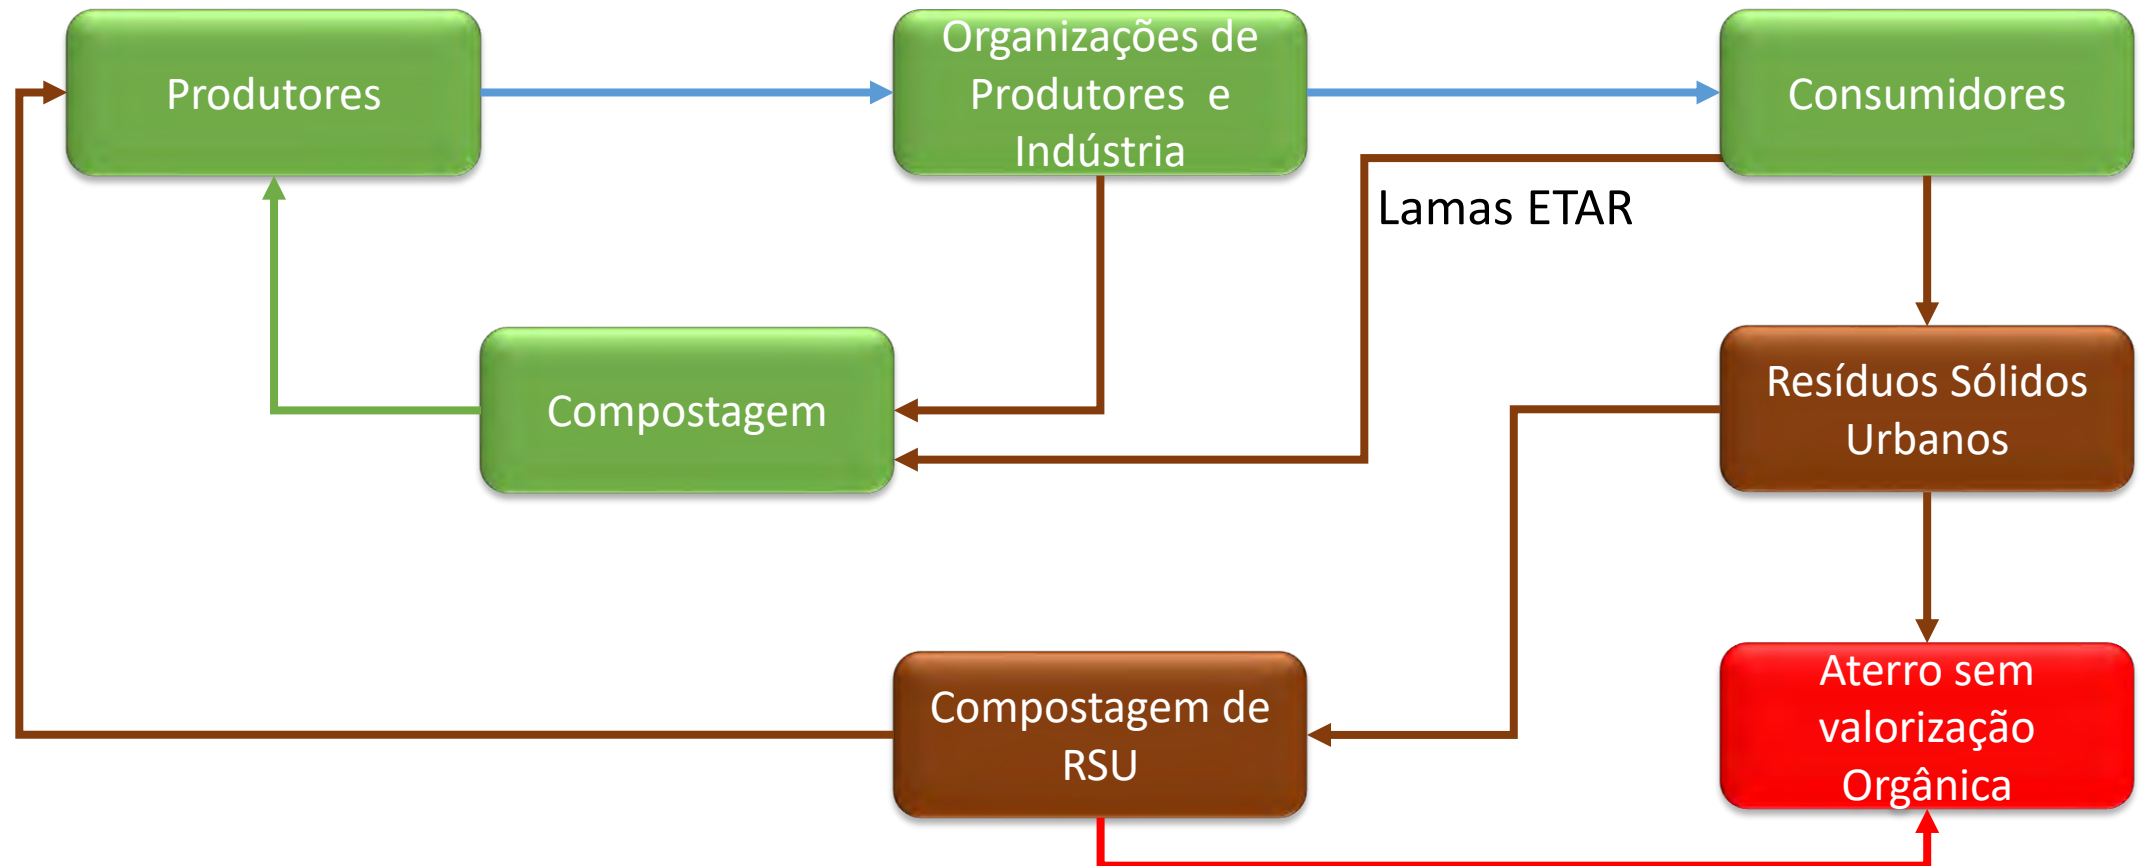 Produtores
Organizações de
Produtores e
Indústria
Consumidores
Lamas ETAR
Compostagem
Resíduos Sólidos
Urbanos
Compostagem de
RSU
Aterro sem
valorização
Orgânica